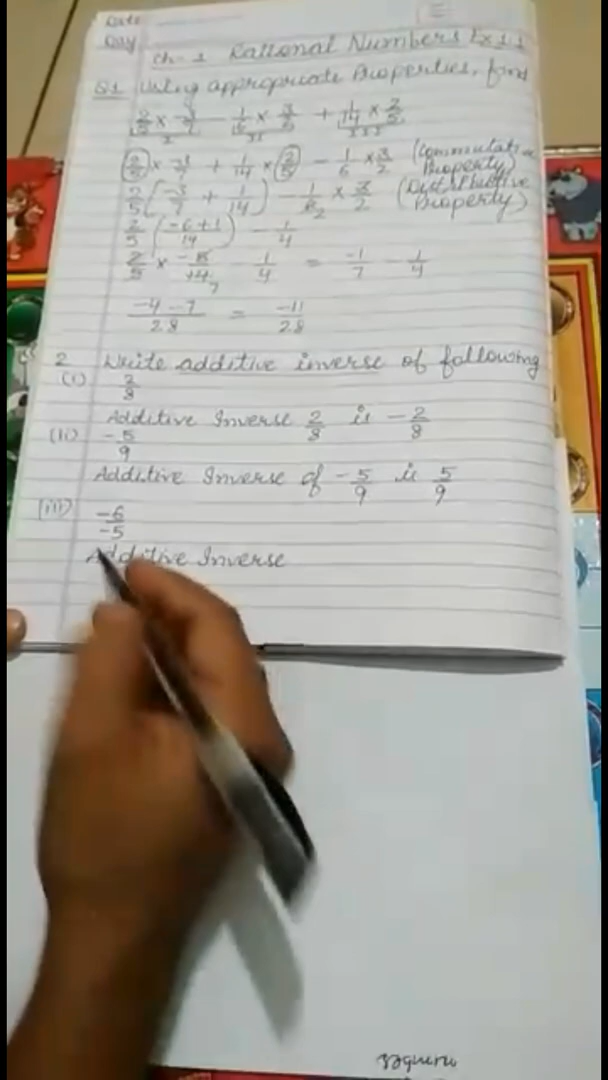 Date
Day
Ch-1 Rational Numbers Ex 1.1
Q1 Using appropriate Properties, find
2/5 × -3/7 - 1/6 × 3/2 + 1/14 × 2/5
2/5 × -3/7 + 1/14 × 2/5 - 1/6 × 3/2 (Commutative Property)
2/5 (-3/7 + 1/14) - 1/6 2 × 3/2 (Distributive Property)
2/5 (-6+1/14) - 1/4
2/5 × -5/14 7 - 1/4 = -1/7 - 1/4
-4-7/28 = -11/28
2 Write additive inverse of following
(i) 2/8
Additive Inverse 2/8 is -2/8
(ii) -5/9
Additive Inverse of -5/9 is 5/9
(iii) -6/-5
Additive Inverse